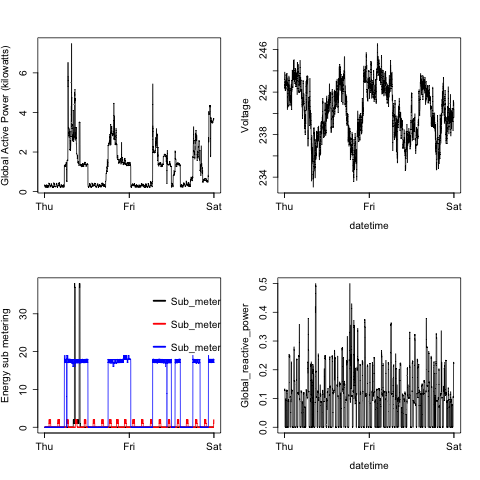 Global Active Power (kilowatts)
0 2 4 6
Thu Fri Sat
Voltage
234 238 242 246
Thu Fri Sat
datetime
Energy sub metering
0 10 20 30
Sub_meter
Sub_meter
Sub_meter
Thu Fri Sat
Global_reactive_power
0.0 0.1 0.2 0.3 0.4 0.5
Thu Fri Sat
datetime